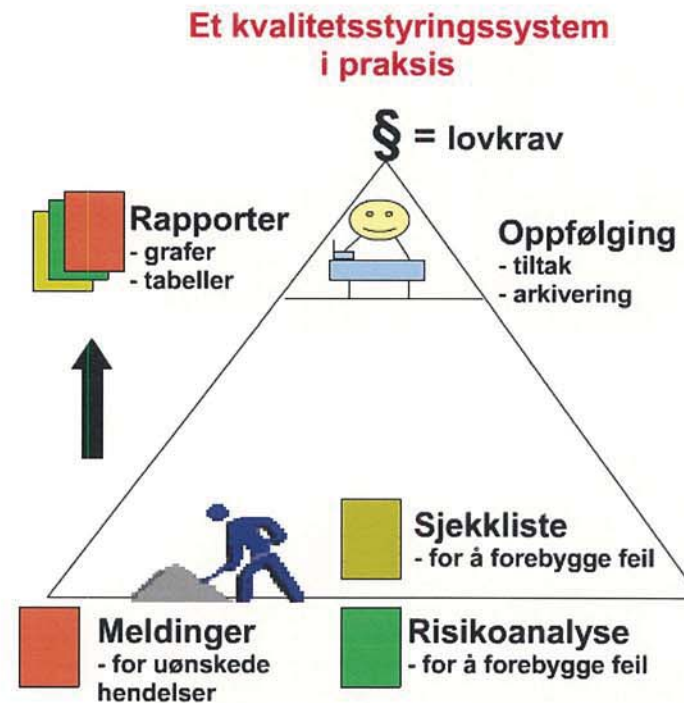 Et kvalitetsstyringssystem
i praksis
§ = lovkrav
Rapporter
- grafer
- tabeller
Oppfølging
- tiltak
- arkivering
Sjekkliste
- for å forebygge feil
Meldinger
- for uønskede
hendelser
Risikoanalyse
- for å forebygge feil